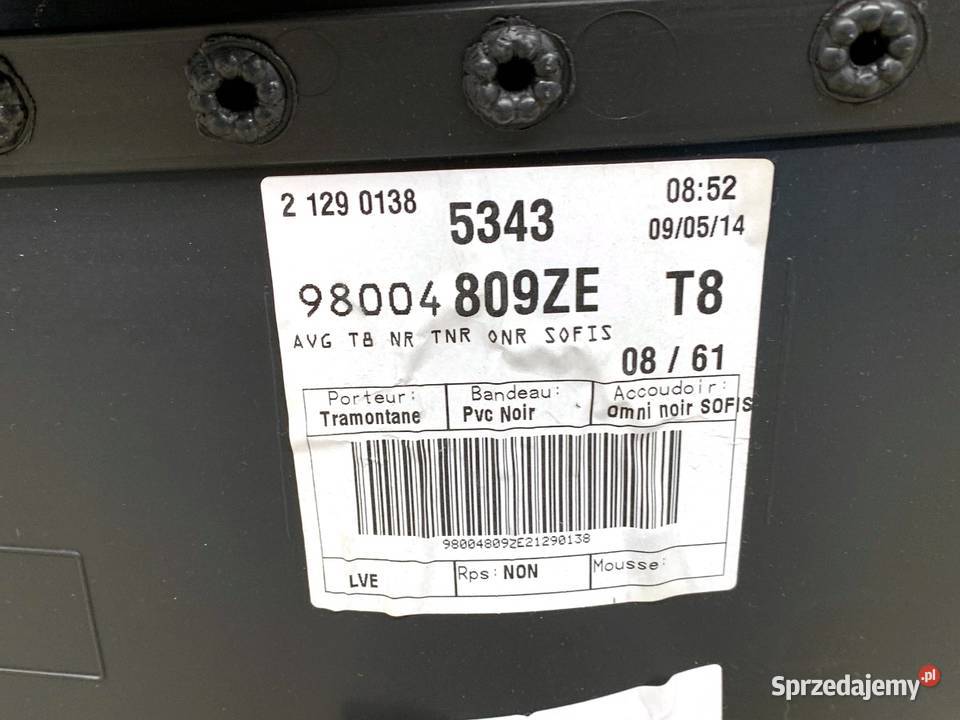 2 129 0138 5343 08:52
09/05/14
98004 809ZE T8
AVG T8 NR TNR ONR SOFIS
08 / 61
Porteur: Bandeau: Accoudoir:
Tramontane Pvc Noir omni noir SOFIS
98004809ZE21290138
LVE Rps: NON Mousse:
Sprzedajemy.pl